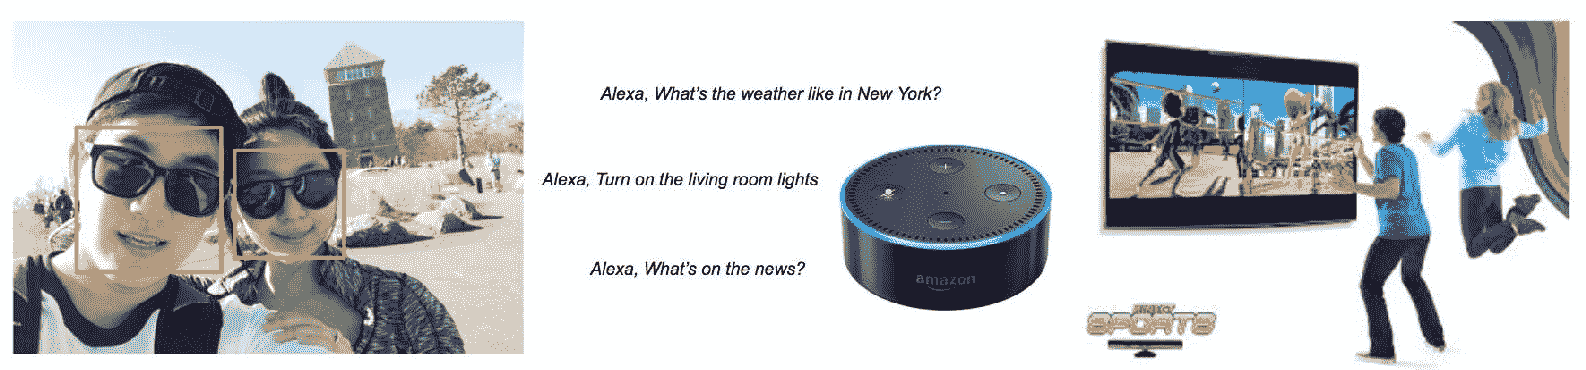 Alexa, What's the weather like in New York?
Alexa, Turn on the living room lights
Alexa, What's on the news?
amazon
SPORTS